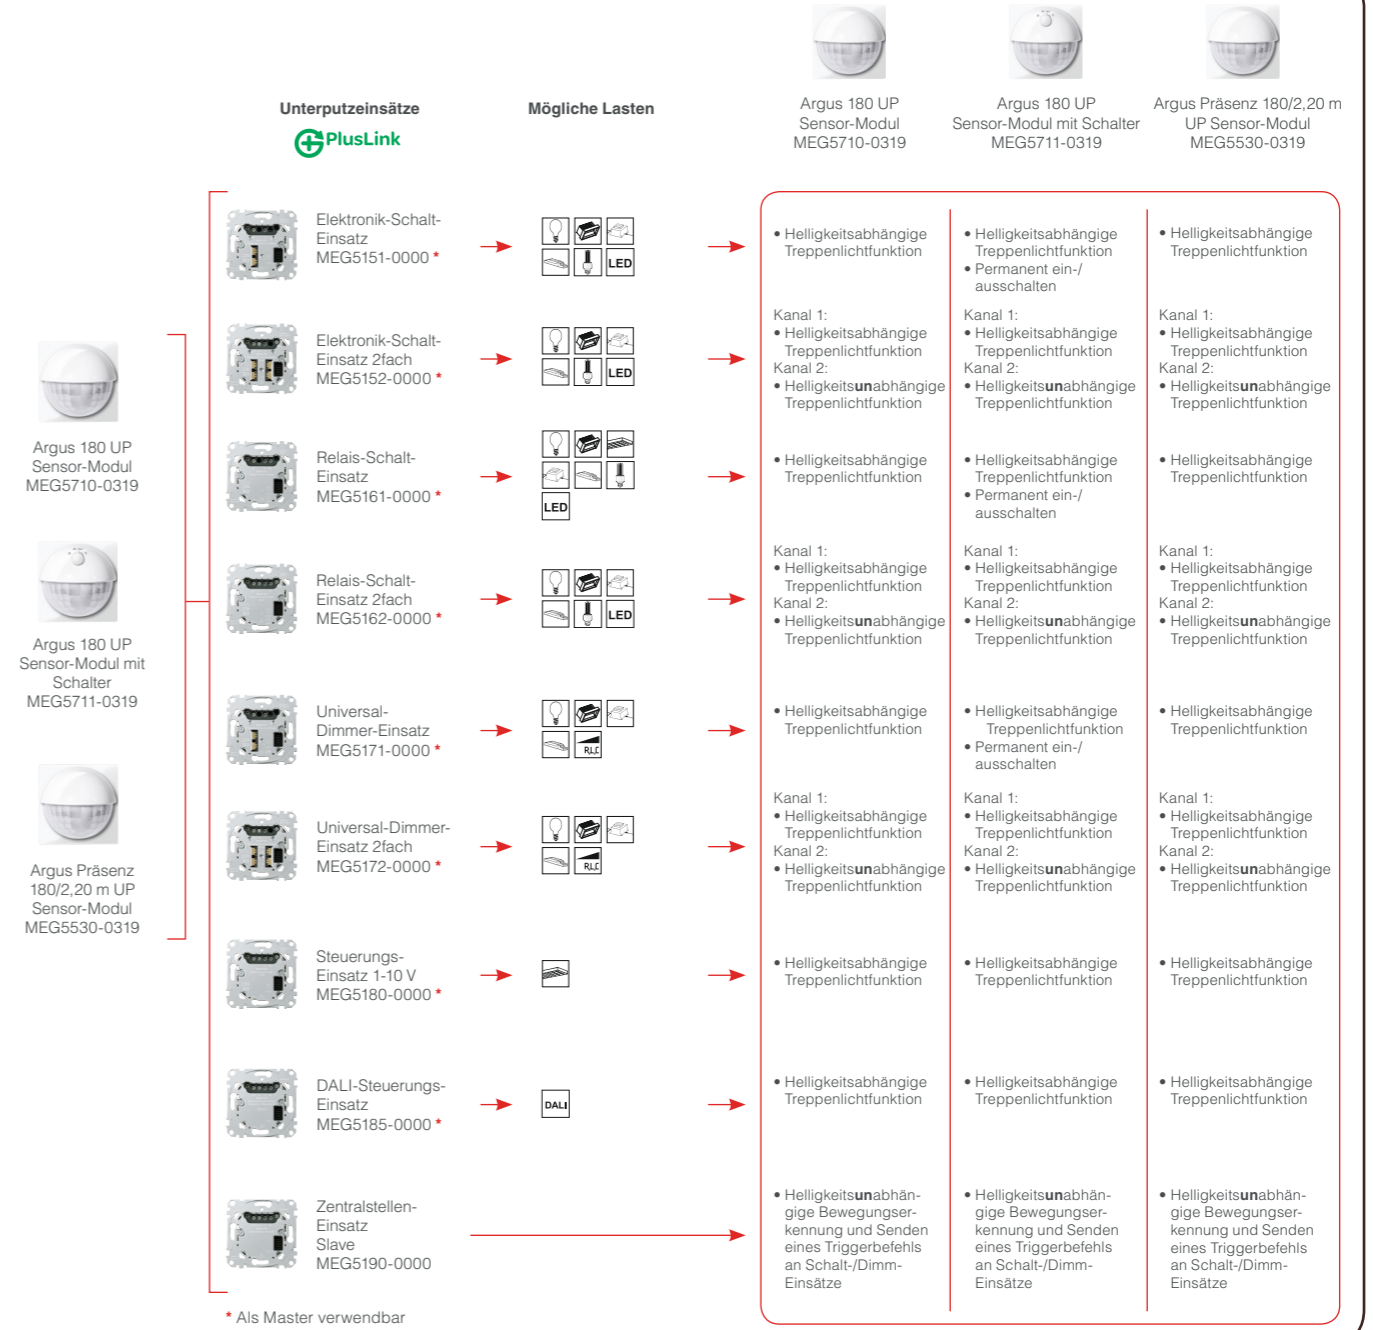 Argus 180 UP
Sensor-Modul
MEG5710-0319
Argus 180 UP
Sensor-Modul mit Schalter
MEG5711-0319
Argus Präsenz 180/2,20 m
UP Sensor-Modul
MEG5530-0319
Unterputzeinsätze
PlusLink
Mögliche Lasten
Argus 180 UP
Sensor-Modul
MEG5710-0319
Argus 180 UP
Sensor-Modul mit
Schalter
MEG5711-0319
Argus Präsenz
180/2,20 m UP
Sensor-Modul
MEG5530-0319
Elektronik-Schalt-
Einsatz
MEG5151-0000 *
LED
• Helligkeitsabhängige
Treppenlichtfunktion
• Helligkeitsabhängige
Treppenlichtfunktion
• Permanent ein-/
ausschalten
• Helligkeitsabhängige
Treppenlichtfunktion
Elektronik-Schalt-
Einsatz 2fach
MEG5152-0000 *
LED
Kanal 1:
• Helligkeitsabhängige
Treppenlichtfunktion
Kanal 2:
• Helligkeitsunabhängige
Treppenlichtfunktion
Kanal 1:
• Helligkeitsabhängige
Treppenlichtfunktion
Kanal 2:
• Helligkeitsunabhängige
Treppenlichtfunktion
Kanal 1:
• Helligkeitsabhängige
Treppenlichtfunktion
Kanal 2:
• Helligkeitsunabhängige
Treppenlichtfunktion
Relais-Schalt-
Einsatz
MEG5161-0000 *
LED
• Helligkeitsabhängige
Treppenlichtfunktion
• Helligkeitsabhängige
Treppenlichtfunktion
• Permanent ein-/
ausschalten
• Helligkeitsabhängige
Treppenlichtfunktion
Relais-Schalt-
Einsatz 2fach
MEG5162-0000 *
LED
Kanal 1:
• Helligkeitsabhängige
Treppenlichtfunktion
Kanal 2:
• Helligkeitsunabhängige
Treppenlichtfunktion
Kanal 1:
• Helligkeitsabhängige
Treppenlichtfunktion
Kanal 2:
• Helligkeitsunabhängige
Treppenlichtfunktion
Kanal 1:
• Helligkeitsabhängige
Treppenlichtfunktion
Kanal 2:
• Helligkeitsunabhängige
Treppenlichtfunktion
Universal-
Dimmer-Einsatz
MEG5171-0000 *
R,L,C
• Helligkeitsabhängige
Treppenlichtfunktion
• Helligkeitsabhängige
Treppenlichtfunktion
• Permanent ein-/
ausschalten
• Helligkeitsabhängige
Treppenlichtfunktion
Universal-Dimmer-
Einsatz 2fach
MEG5172-0000 *
R,L,C
Kanal 1:
• Helligkeitsabhängige
Treppenlichtfunktion
Kanal 2:
• Helligkeitsunabhängige
Treppenlichtfunktion
Kanal 1:
• Helligkeitsabhängige
Treppenlichtfunktion
Kanal 2:
• Helligkeitsunabhängige
Treppenlichtfunktion
Kanal 1:
• Helligkeitsabhängige
Treppenlichtfunktion
Kanal 2:
• Helligkeitsunabhängige
Treppenlichtfunktion
Steuerungs-
Einsatz 1-10 V
MEG5180-0000 *
• Helligkeitsabhängige
Treppenlichtfunktion
• Helligkeitsabhängige
Treppenlichtfunktion
• Helligkeitsabhängige
Treppenlichtfunktion
DALI-Steuerungs-
Einsatz
MEG5185-0000 *
DALI
• Helligkeitsabhängige
Treppenlichtfunktion
• Helligkeitsabhängige
Treppenlichtfunktion
• Helligkeitsabhängige
Treppenlichtfunktion
Zentralstellen-
Einsatz
Slave
MEG5190-0000
• Helligkeitsunabhän-
gige Bewegungser-
kennung und Senden
eines Triggerbefehls
an Schalt-/Dimm-
Einsätze
• Helligkeitsunabhän-
gige Bewegungser-
kennung und Senden
eines Triggerbefehls
an Schalt-/Dimm-
Einsätze
• Helligkeitsunabhän-
gige Bewegungser-
kennung und Senden
eines Triggerbefehls
an Schalt-/Dimm-
Einsätze
* Als Master verwendbar